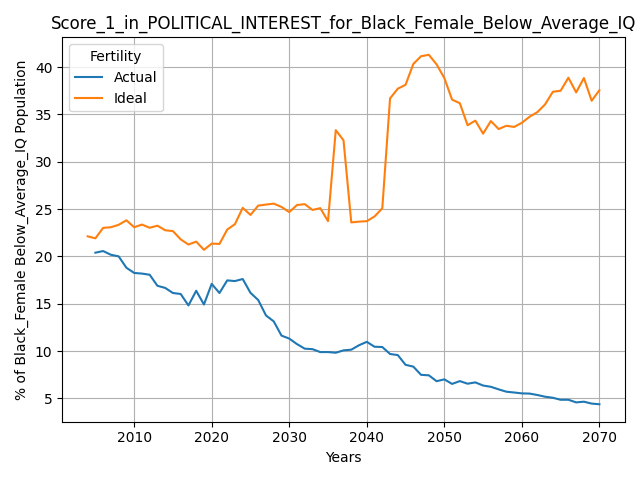 Score_1_in_POLITICAL_INTEREST_for_Black_Female_Below_Average_IQ
% of Black_Female Below_Average_IQ Population
Fertility
Actual
Ideal
40
35
30
25
20
15
10
5
2010 2020 2030 2040 2050 2060 2070
Years